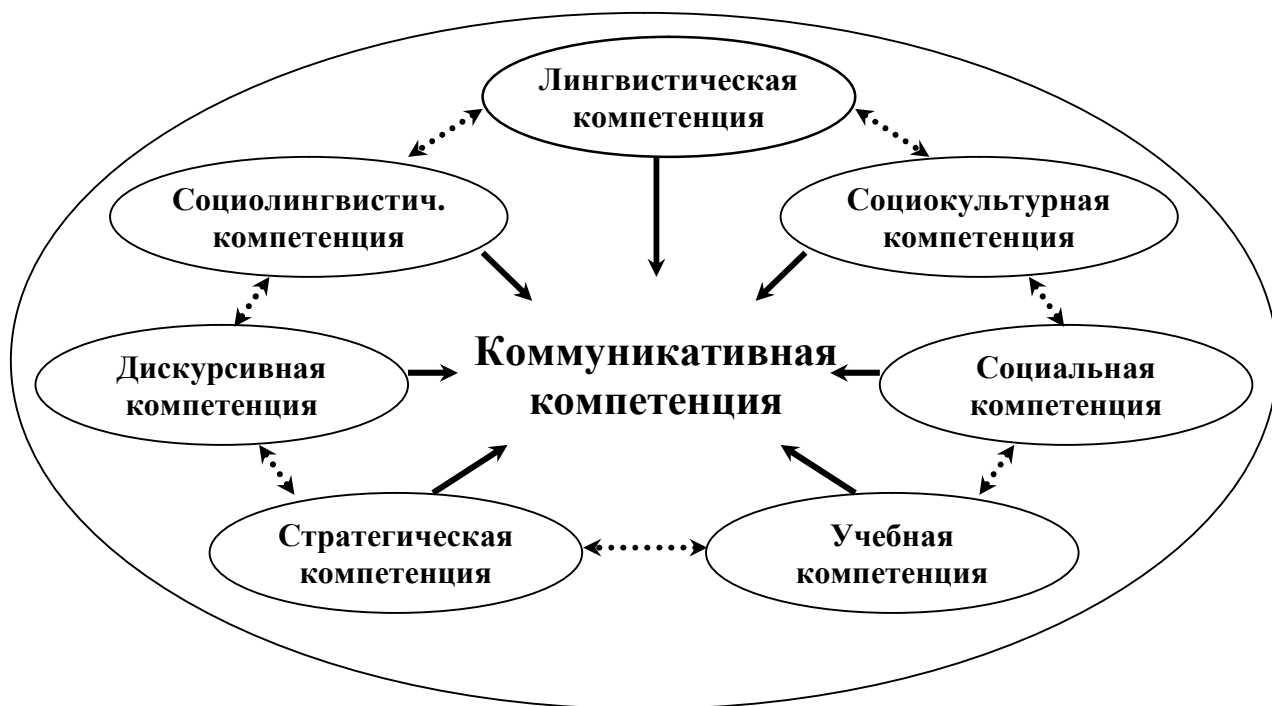 Лингвистическая
компетенция
Социолингвистич.
компетенция
Социокультурная
компетенция
Коммуникативная
компетенция
Дискурсивная
компетенция
Социальная
компетенция
Стратегическая
компетенция
Учебная
компетенция